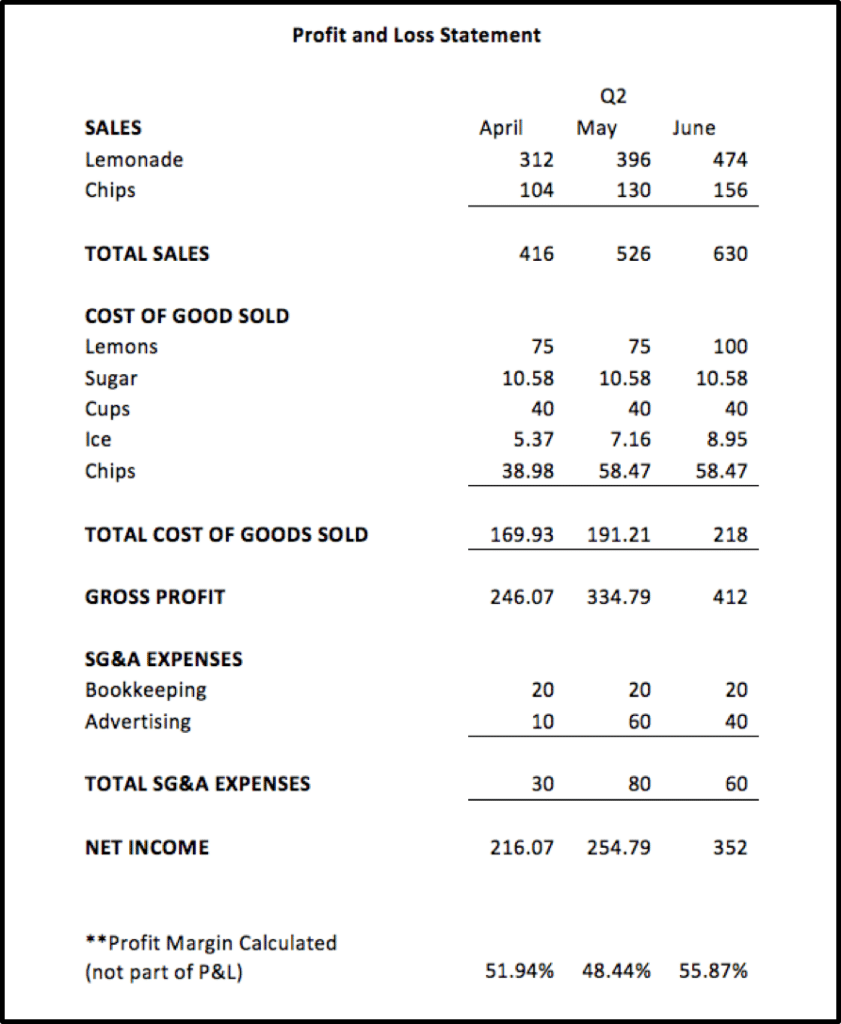 Profit and Loss Statement
Q2
SALES April May June
Lemonade 312 396 474
Chips 104 130 156
TOTAL SALES 416 526 630
COST OF GOOD SOLD
Lemons 75 75 100
Sugar 10.58 10.58 10.58
Cups 40 40 40
Ice 5.37 7.16 8.95
Chips 38.98 58.47 58.47
TOTAL COST OF GOODS SOLD 169.93 191.21 218
GROSS PROFIT 246.07 334.79 412
SG&A EXPENSES
Bookkeeping 20 20 20
Advertising 10 60 40
TOTAL SG&A EXPENSES 30 80 60
NET INCOME 216.07 254.79 352
**Profit Margin Calculated
(not part of P&L) 51.94% 48.44% 55.87%